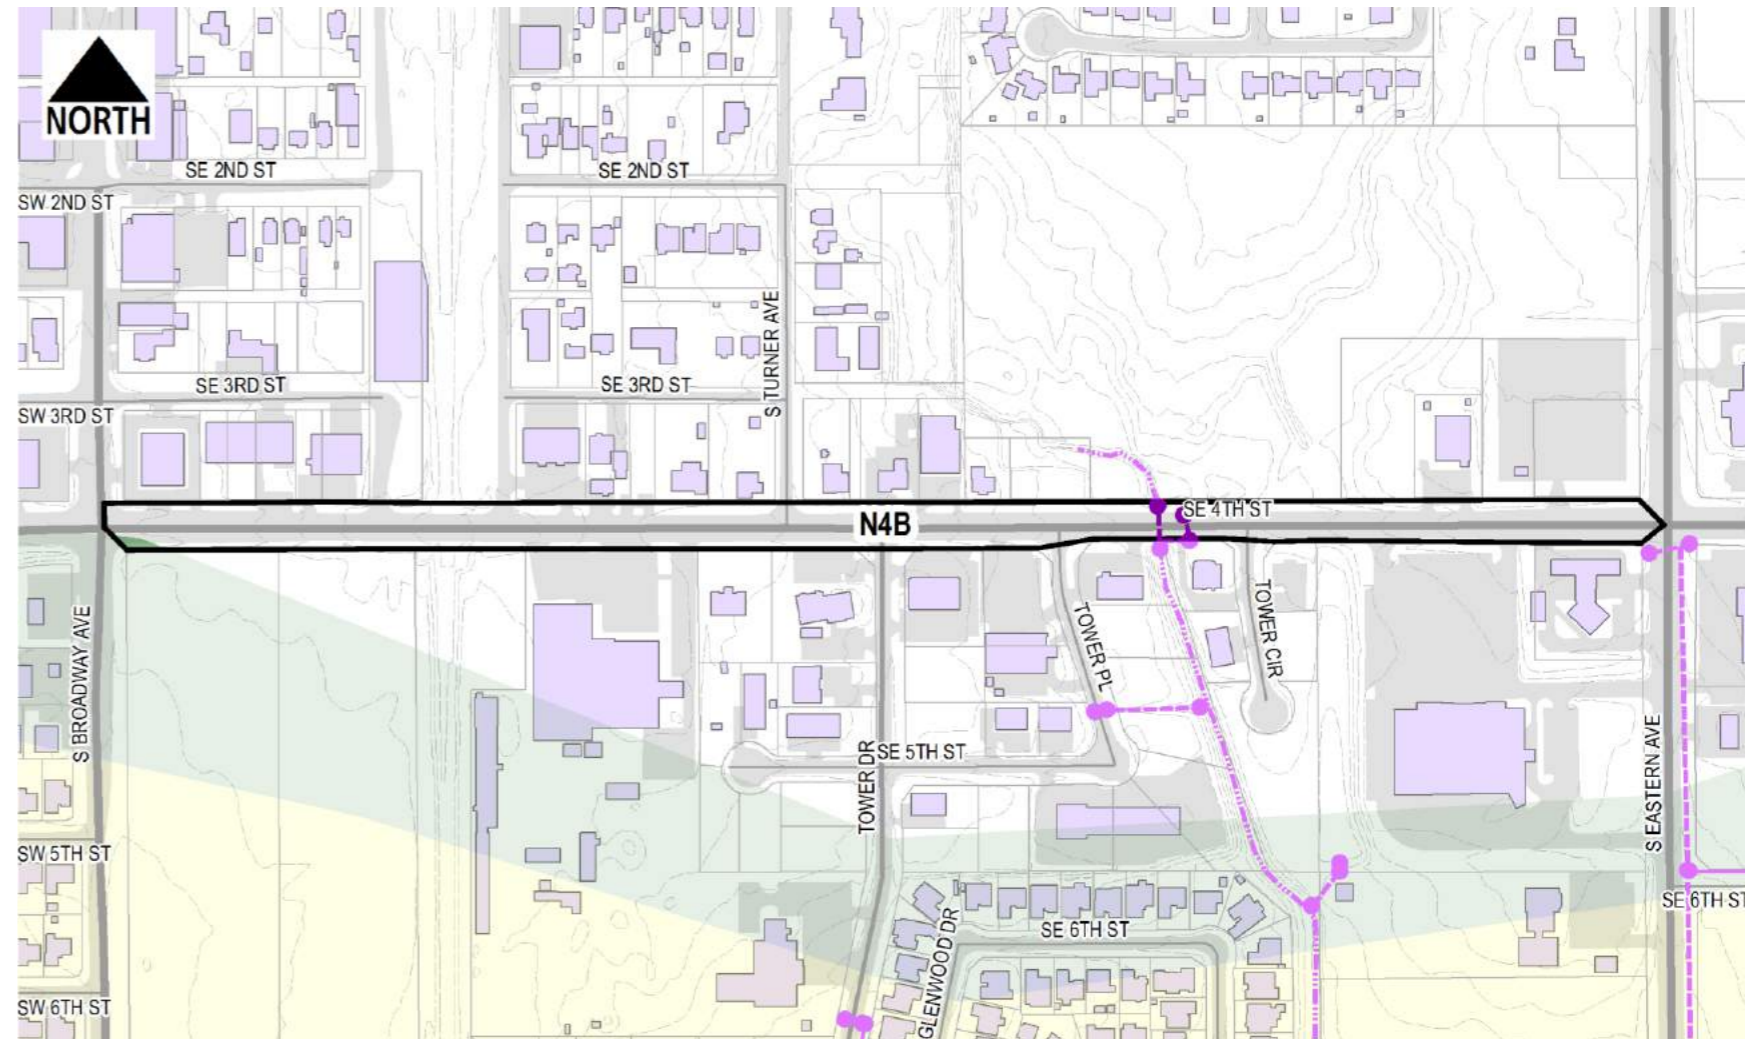 NORTH
SE 2ND ST
SE 2ND ST
SW 2ND ST
S TURNER AVE
SE 3RD ST
SE 3RD ST
SW 3RD ST
SE 4TH ST
N4B
S BROADWAY AVE
TOWER PL
TOWER CIR
S EASTERN AVE
TOWER DR
SE 5TH ST
SW 5TH ST
SE 6TH ST
GLENWOOD DR
SE 6TH ST
SW 6TH ST